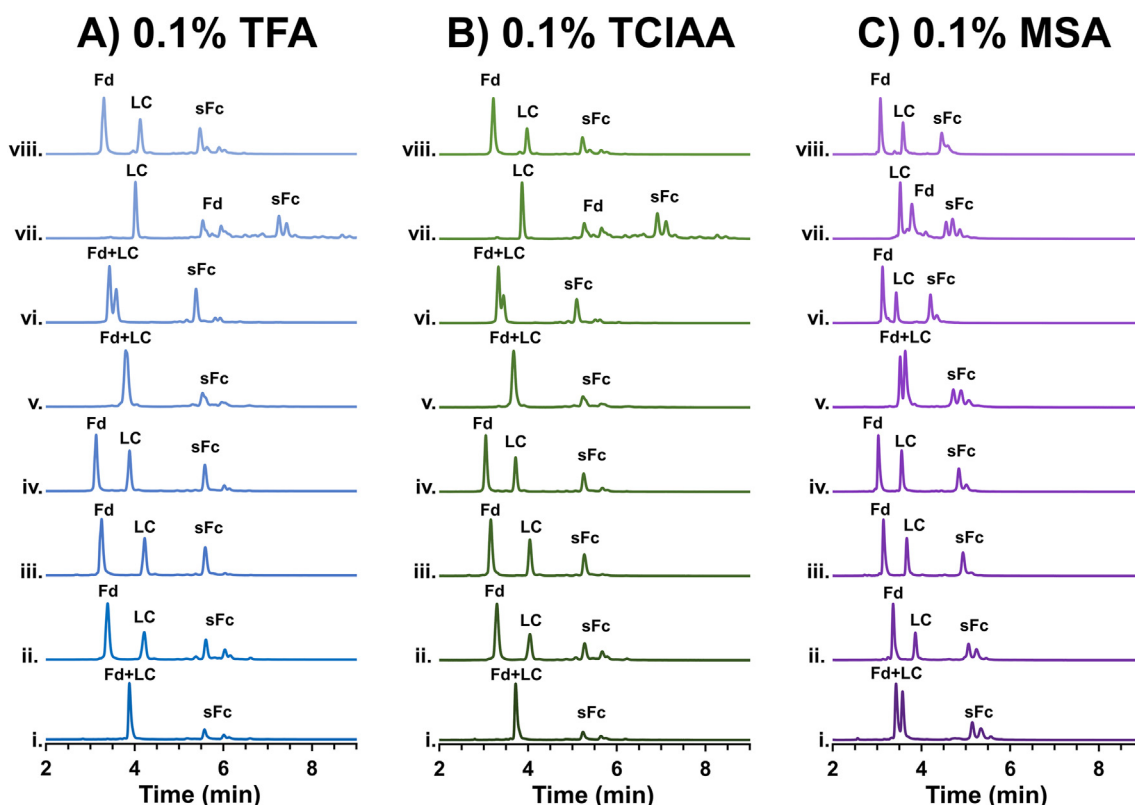 A) 0.1% TFA
B) 0.1% TClAA
C) 0.1% MSA
Fd
LC
sFc
viii.
LC
Fd
sFc
vii.
Fd+LC
sFc
vi.
Fd+LC
sFc
v.
Fd
LC
sFc
iv.
Fd
LC
sFc
iii.
Fd
LC
sFc
ii.
Fd+LC
sFc
i.
2 4 6 8
Time (min)
Fd
LC
sFc
viii.
LC
Fd
sFc
vii.
Fd+LC
sFc
vi.
Fd+LC
sFc
v.
Fd
LC
sFc
iv.
Fd
LC
sFc
iii.
Fd
LC
sFc
ii.
Fd+LC
sFc
i.
2 4 6 8
Time (min)
Fd
LC
sFc
viii.
LC
Fd
sFc
vii.
Fd
LC
sFc
vi.
Fd+LC
sFc
v.
Fd
LC
sFc
iv.
Fd
LC
sFc
iii.
Fd
LC
sFc
ii.
Fd+LC
sFc
i.
2 4 6 8
Time (min)